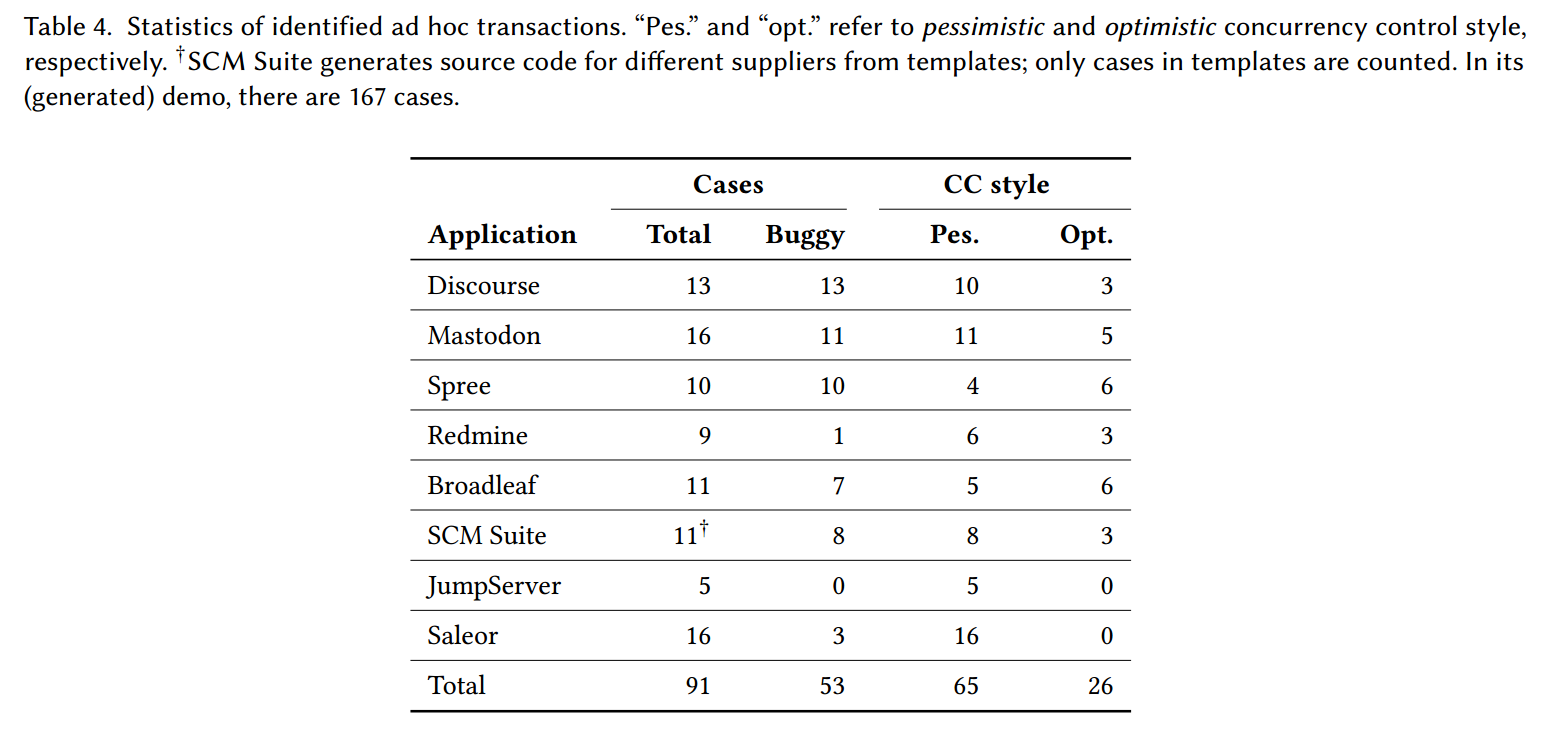 Table 4. Statistics of identified ad hoc transactions. “Pes.” and “opt.” refer to pessimistic and optimistic concurrency control style,
respectively. †SCM Suite generates source code for different suppliers from templates; only cases in templates are counted. In its
(generated) demo, there are 167 cases.
Cases CC style
Application Total Buggy Pes. Opt.
Discourse 13 13 10 3
Mastodon 16 11 11 5
Spree 10 10 4 6
Redmine 9 1 6 3
Broadleaf 11 7 5 6
SCM Suite 11† 8 8 3
JumpServer 5 0 5 0
Saleor 16 3 16 0
Total 91 53 65 26